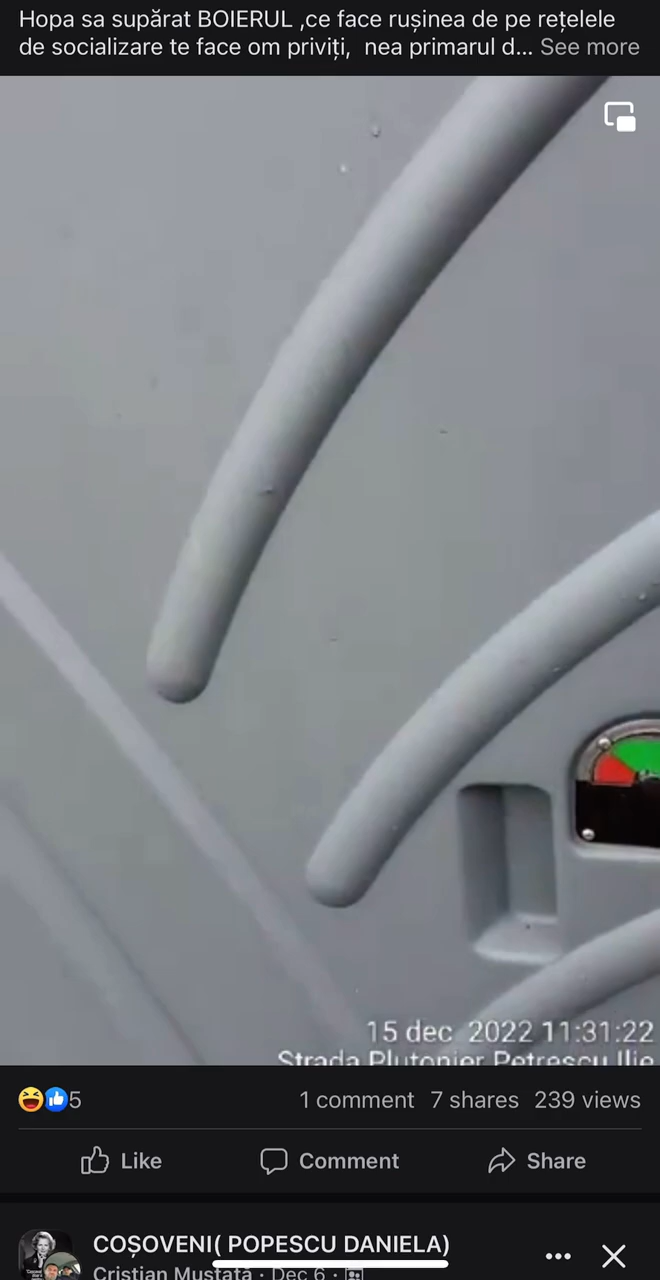 Hopa sa supărat BOIERUL ,ce face rușinea de pe rețelele
de socializare te face om priviți, nea primarul d... See more
15 dec 2022 11:31:22
Strada Plutonier Petrescu Ilie
5
1 comment 7 shares 239 views
Like Comment Share
COȘOVENI( POPESCU DANIELA)
Cristian Mustață · Dec 6 ·